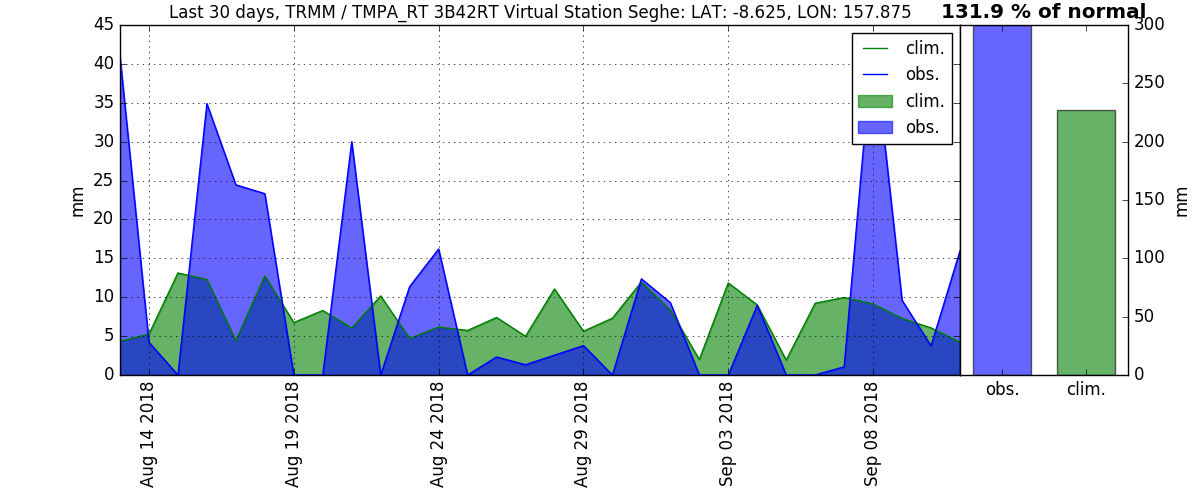 Last 30 days, TRMM / TMPA_RT 3B42RT Virtual Station Seghe: LAT: -8.625, LON: 157.875
131.9 % of normal
45
40
35
30
25
20
15
10
5
0
mm
clim.
obs.
clim.
obs.
300
250
200
150
100
50
0
mm
Aug 14 2018
Aug 19 2018
Aug 24 2018
Aug 29 2018
Sep 03 2018
Sep 08 2018
obs.
clim.